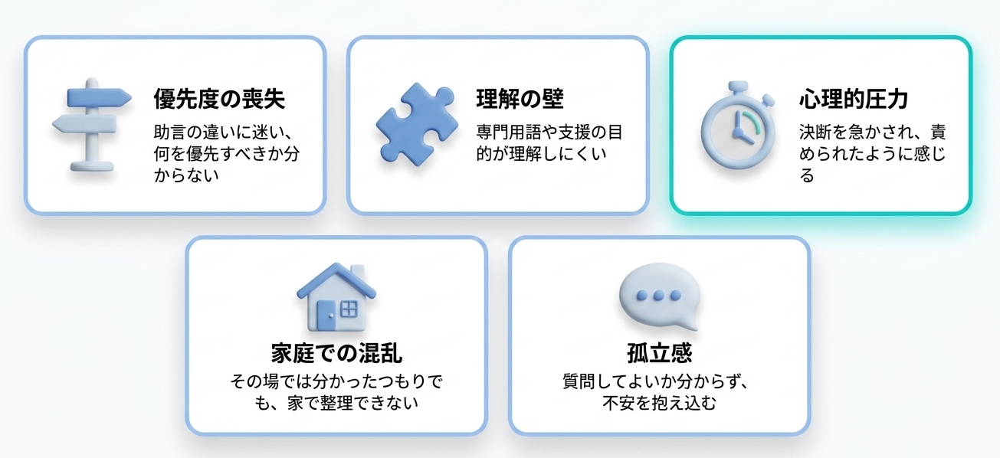 優先度の喪失
助言の違いに迷い、
何を優先すべきか分
からない
理解の壁
専門用語や支援の目
的が理解しにくい
心理的圧力
決断を急かされ、責
められたように感じ
る
家庭での混乱
その場では分かったつもりで
も、家で整理できない
孤立感
質問してよいか分からず、
不安を抱え込む